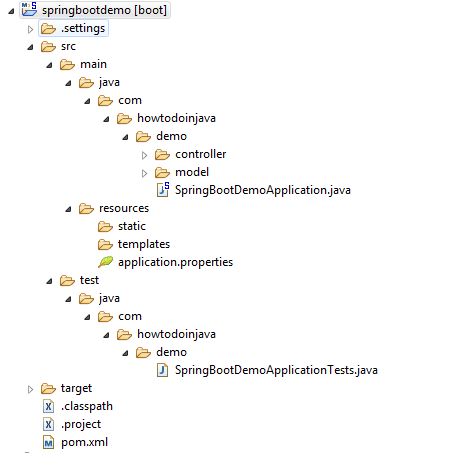 springbootdemo [boot]
.settings
src
main
java
com
howtodoinjava
demo
controller
model
SpringBootDemoApplication.java
resources
static
templates
application.properties
test
java
com
howtodoinjava
demo
SpringBootDemoApplicationTests.java
target
.classpath
.project
pom.xml